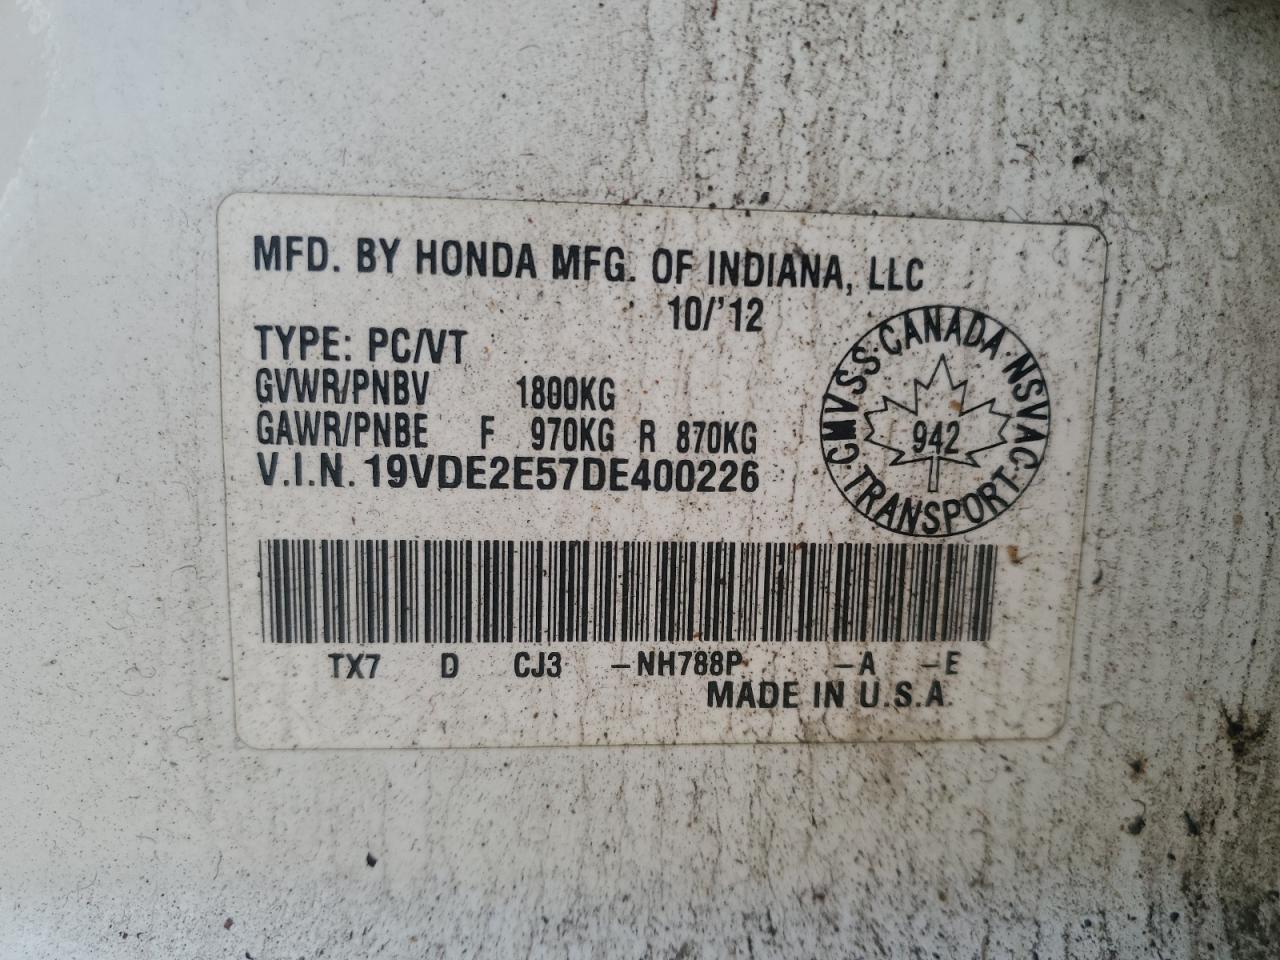 MFD. BY HONDA MFG. OF INDIANA, LLC
10/'12
TYPE: PC/VT
GVWR/PNBV 1800KG
GAWR/PNBE F 970KG R 870KG
V.I.N. 19VDE2E57DE400226
CMVSS·CANADA·NSVAC·TRANSPORT·
942
TX7 D CJ3 –NH788P –A –E
MADE IN U.S.A